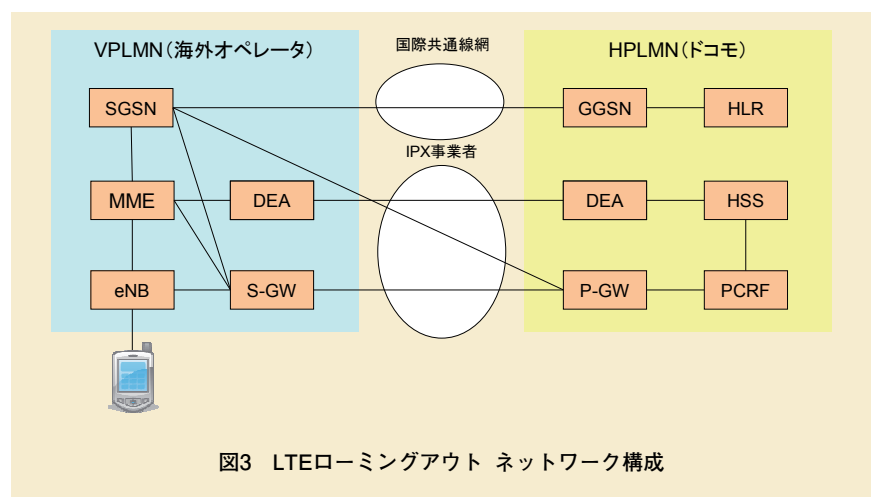 VPLMN(海外オペレータ)
国際共通線網
HPLMN(ドコモ)
SGSN
GGSN
HLR
IPX事業者
MME
DEA
DEA
HSS
eNB
S-GW
P-GW
PCRF
図3 LTEローミングアウト ネットワーク構成